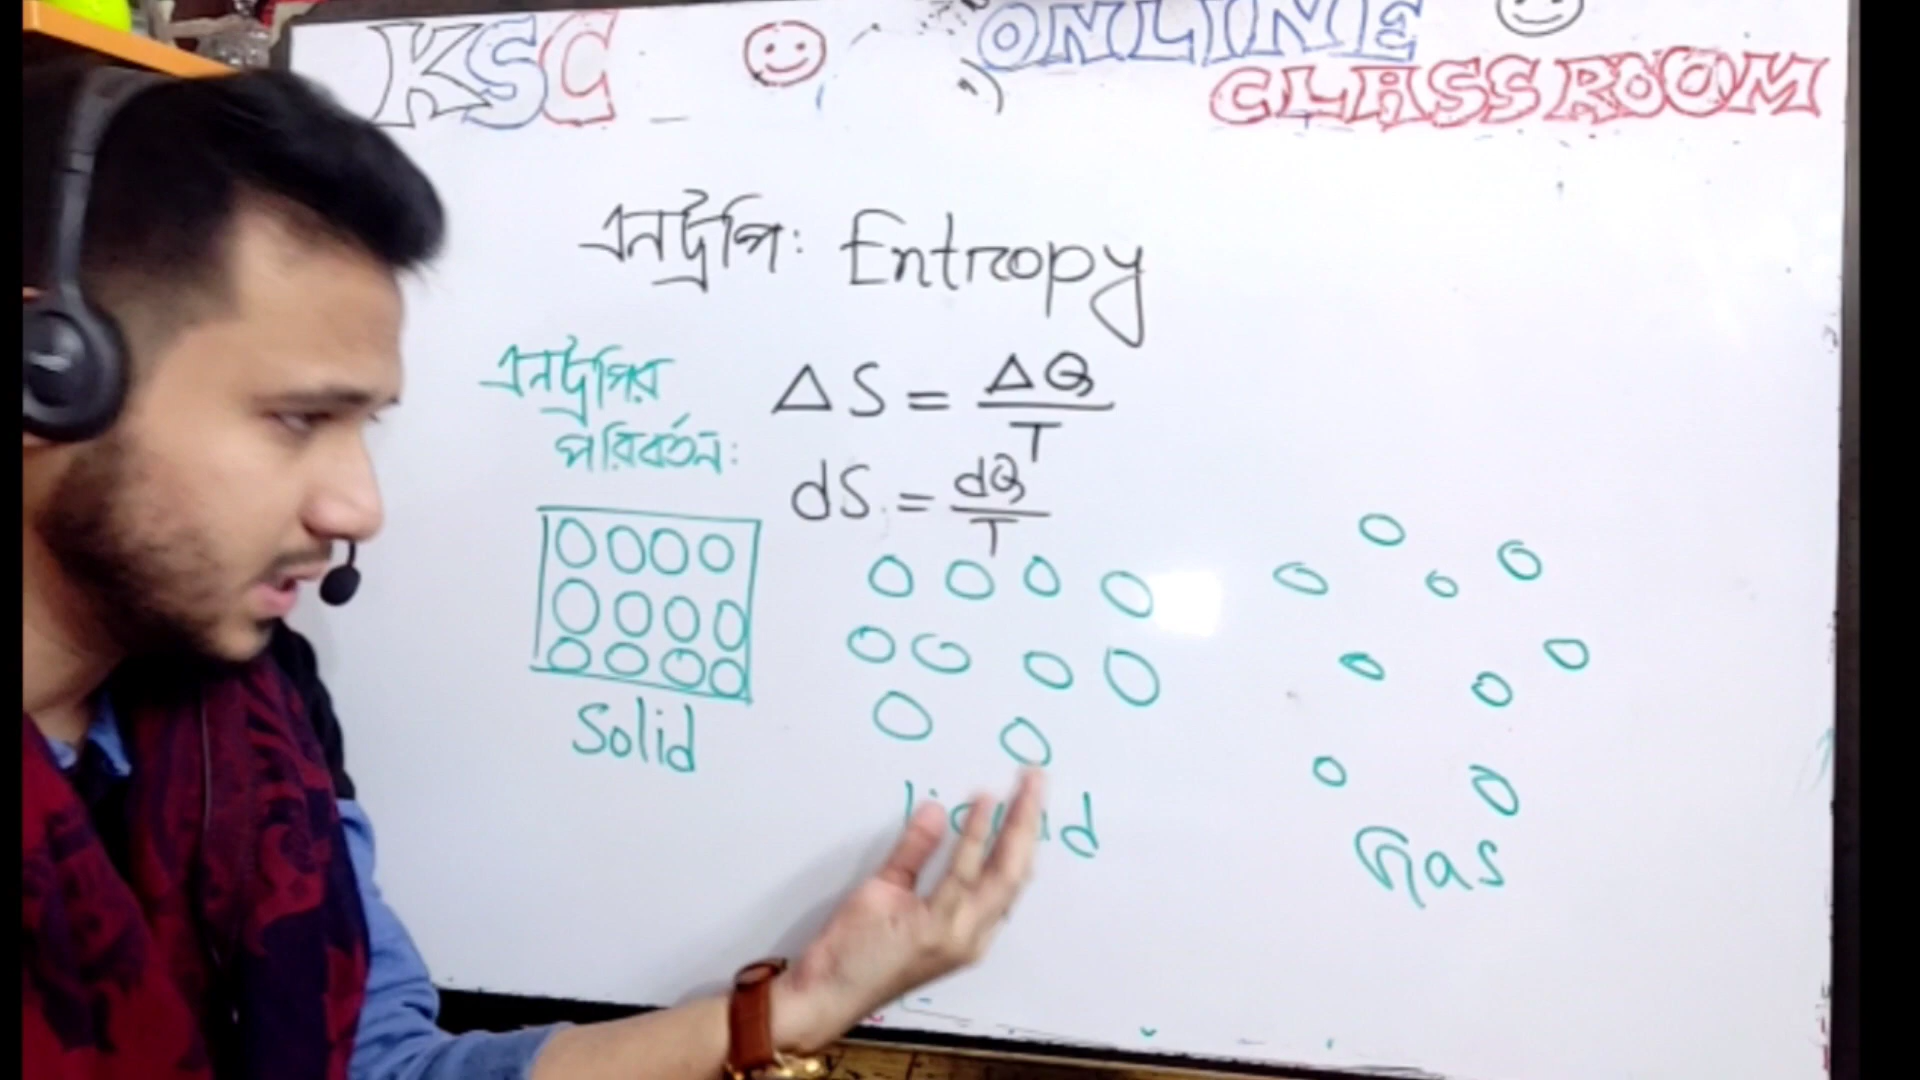 KSC ONLINE
CLASSROOM
এনট্রপি: Entropy
এনট্রপির
পরিবর্তন:
ΔS = ΔQ/T
dS = dQ/T
Solid
liquid
Gas